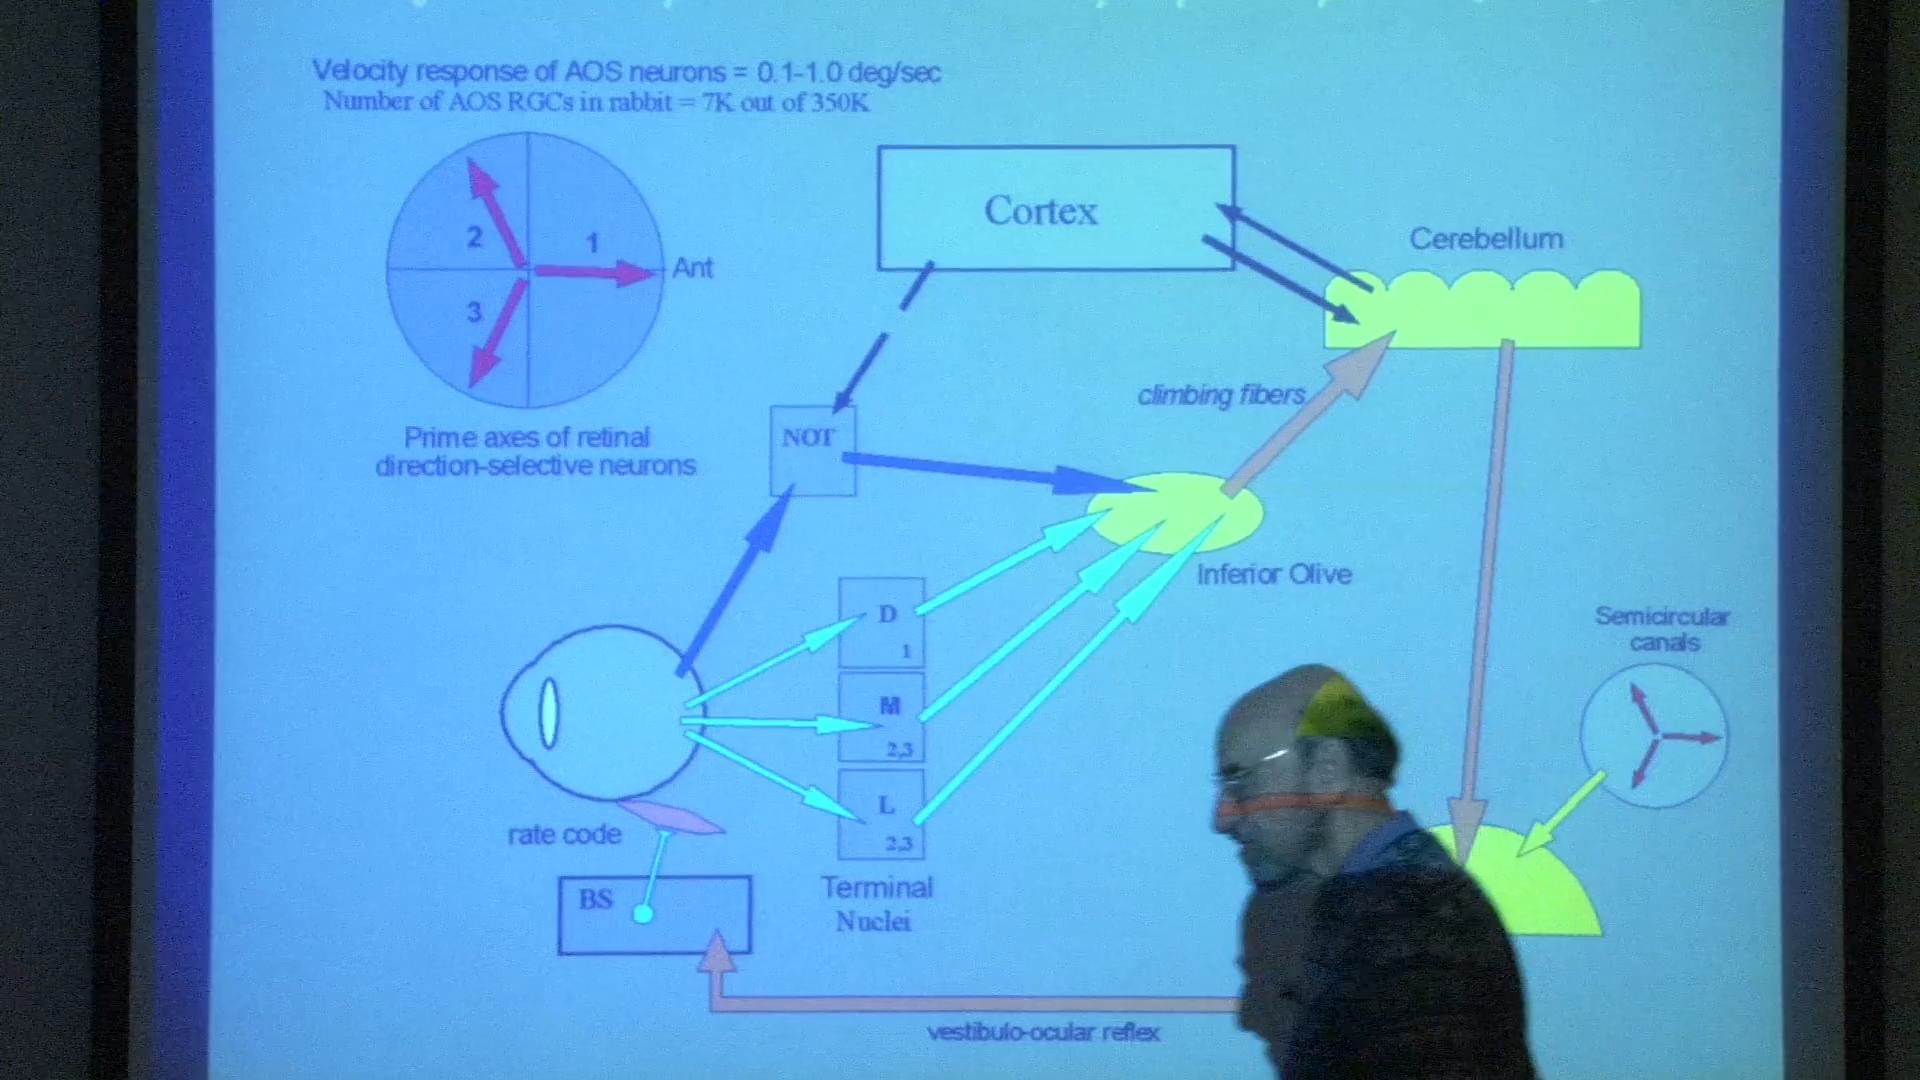 Velocity response of AOS neurons = 0.1-1.0 deg/sec
Number of AOS RGCs in rabbit = 7K out of 350K
Cortex
Cerebellum
2
1
Ant
3
climbing fibers
Prime axes of retinal
direction-selective neurons
NOT
Inferior Olive
D
1
Semicircular
canals
M
2,3
L
2,3
rate code
BS
Terminal
Nuclei
vestibulo-ocular reflex